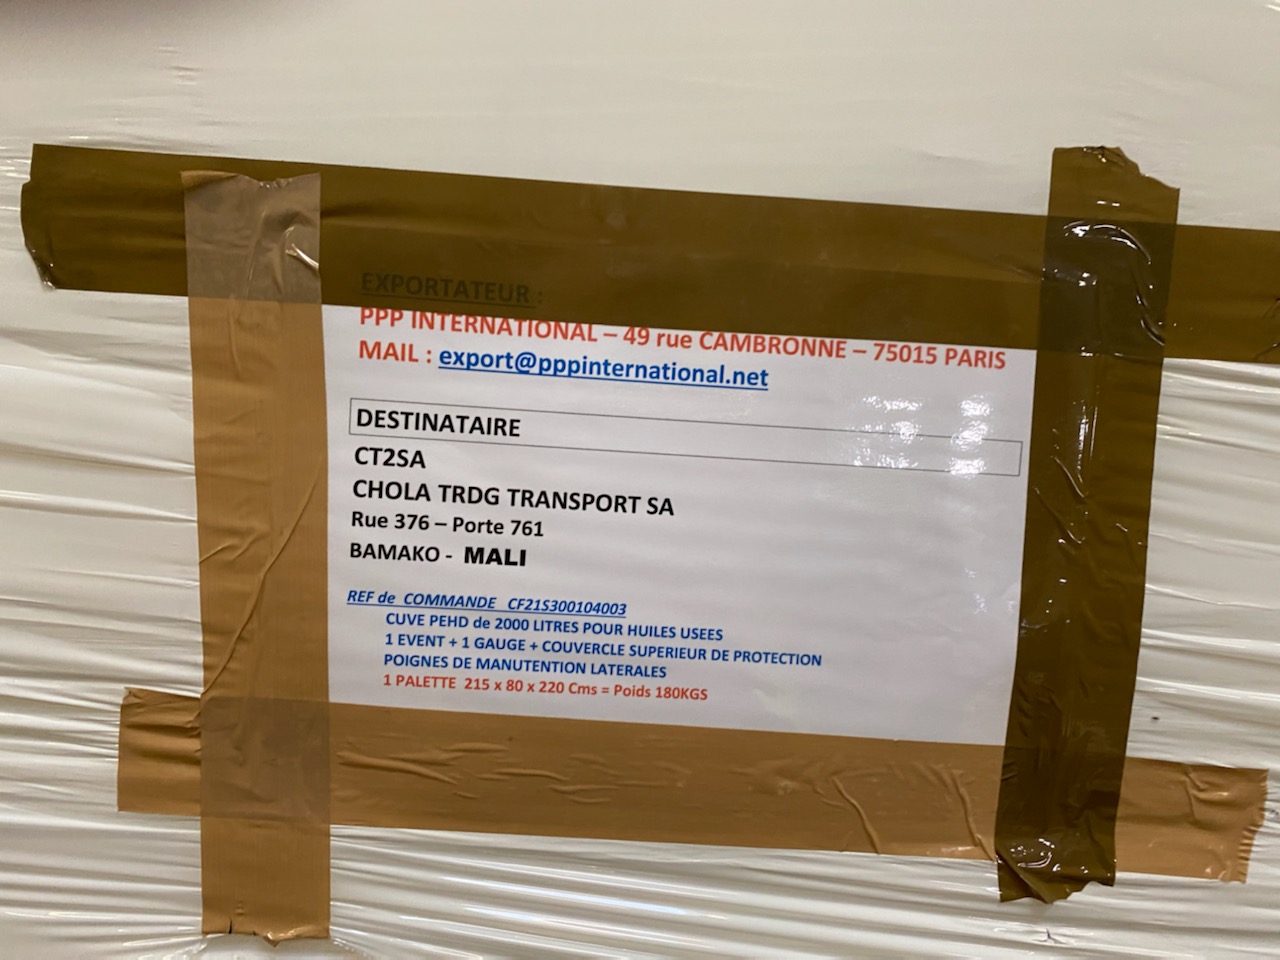 EXPORTATEUR :
PPP INTERNATIONAL – 49 rue CAMBRONNE – 75015 PARIS
MAIL : export@pppinternational.net
DESTINATAIRE
CT2SA
CHOLA TRDG TRANSPORT SA
Rue 376 – Porte 761
BAMAKO - MALI
REF de COMMANDE CF21S300104003
CUVE PEHD de 2000 LITRES POUR HUILES USEES
1 EVENT + 1 GAUGE + COUVERCLE SUPERIEUR DE PROTECTION
POIGNES DE MANUTENTION LATERALES
1 PALETTE 215 x 80 x 220 Cms = Poids 180KGS